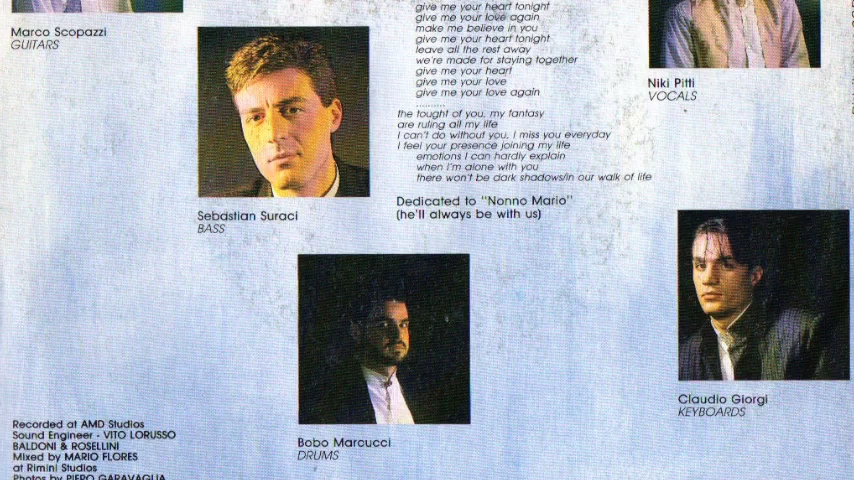 Marco Scopazzi
GUITARS
give me your heart tonight
give me your love again
make me believe in you
give me your heart tonight
leave all the rest away
we're made for staying together
give me your heart
give me your love
give me your love again
...........
the tought of you, my fantasy
are ruling all my life
I can't do without you, I miss you everyday
I feel your presence joining my life
emotions I can hardly explain
when I'm alone with you
there won't be dark shadows/in our walk of life
Niki Pitti
VOCALS
Sebastian Suraci
BASS
Dedicated to "Nonno Mario"
(he'll always be with us)
Claudio Giorgi
KEYBOARDS
Bobo Marcucci
DRUMS
Recorded at AMD Studios
Sound Engineer - VITO LORUSSO
BALDONI & ROSELLINI
Mixed by MARIO FLORES
at Rimini Studios
Photos by PIERO GARAVAGLIA